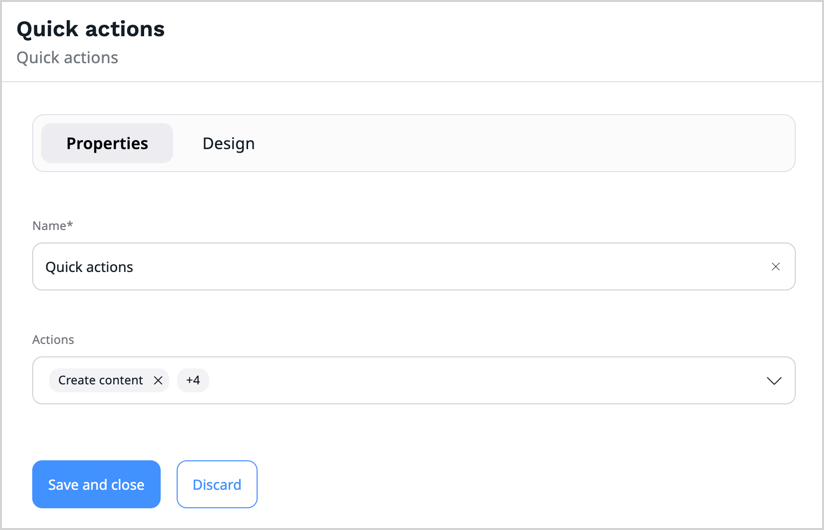 Quick actions
Quick actions
Properties Design
Name*
Quick actions
Actions
Create content +4
Save and close Discard